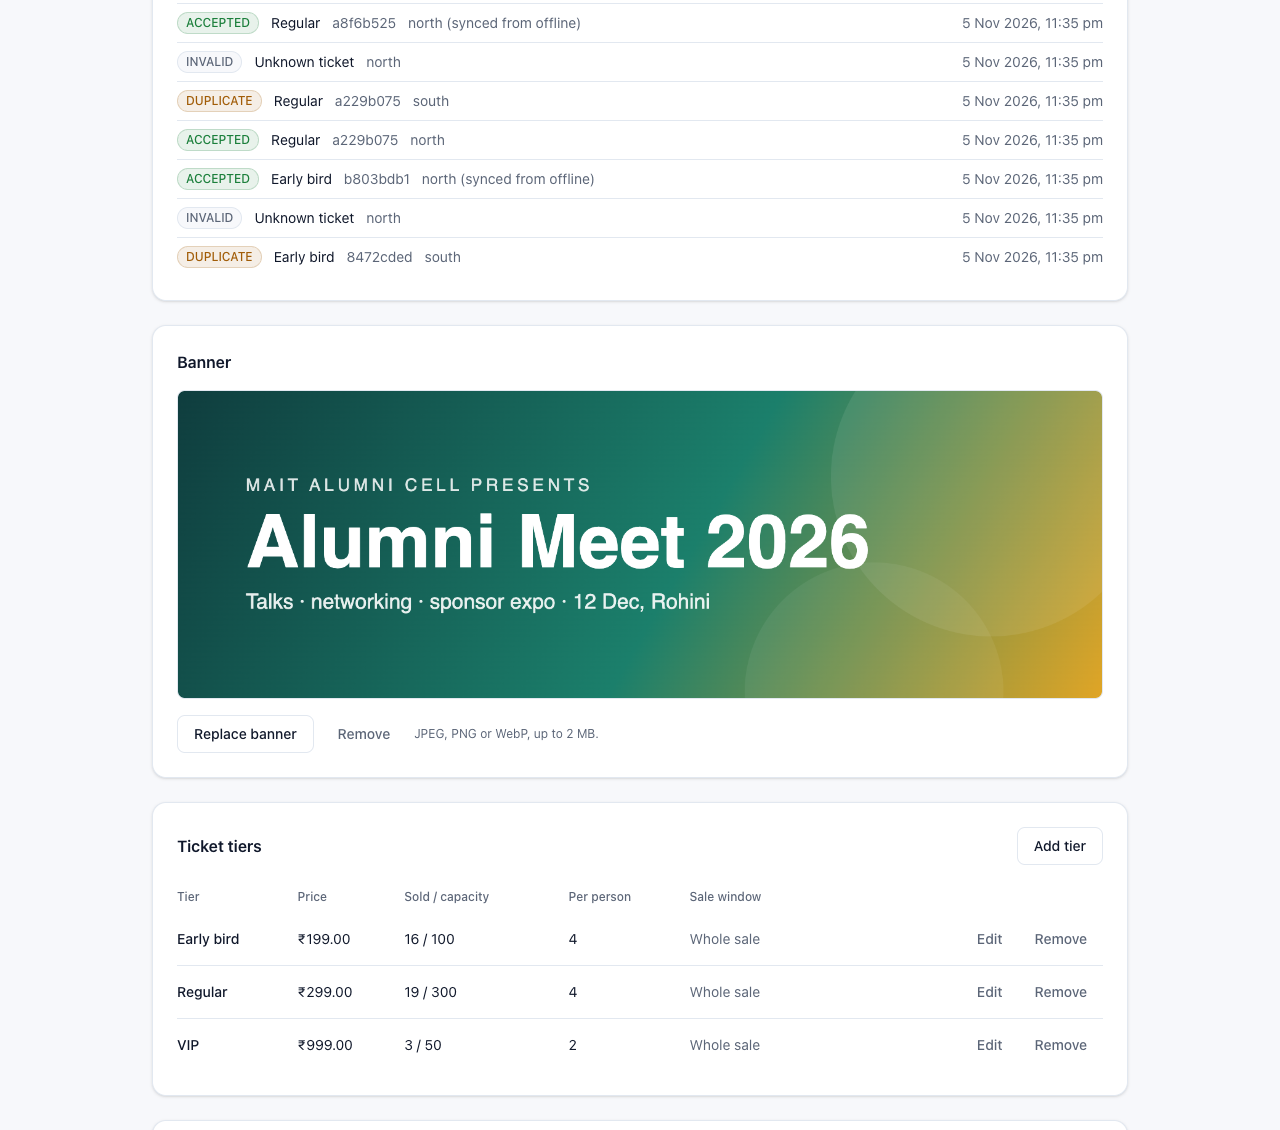 ACCEPTED Regular a8f6b525 north (synced from offline) 5 Nov 2026, 11:35 pm
INVALID Unknown ticket north 5 Nov 2026, 11:35 pm
DUPLICATE Regular a229b075 south 5 Nov 2026, 11:35 pm
ACCEPTED Regular a229b075 north 5 Nov 2026, 11:35 pm
ACCEPTED Early bird b803bdb1 north (synced from offline) 5 Nov 2026, 11:35 pm
INVALID Unknown ticket north 5 Nov 2026, 11:35 pm
DUPLICATE Early bird 8472cded south 5 Nov 2026, 11:35 pm
Banner
MAIT ALUMNI CELL PRESENTS
Alumni Meet 2026
Talks · networking · sponsor expo · 12 Dec, Rohini
Replace banner Remove JPEG, PNG or WebP, up to 2 MB.
Ticket tiers Add tier
Tier Price Sold / capacity Per person Sale window
Early bird ₹199.00 16 / 100 4 Whole sale Edit Remove
Regular ₹299.00 19 / 300 4 Whole sale Edit Remove
VIP ₹999.00 3 / 50 2 Whole sale Edit Remove